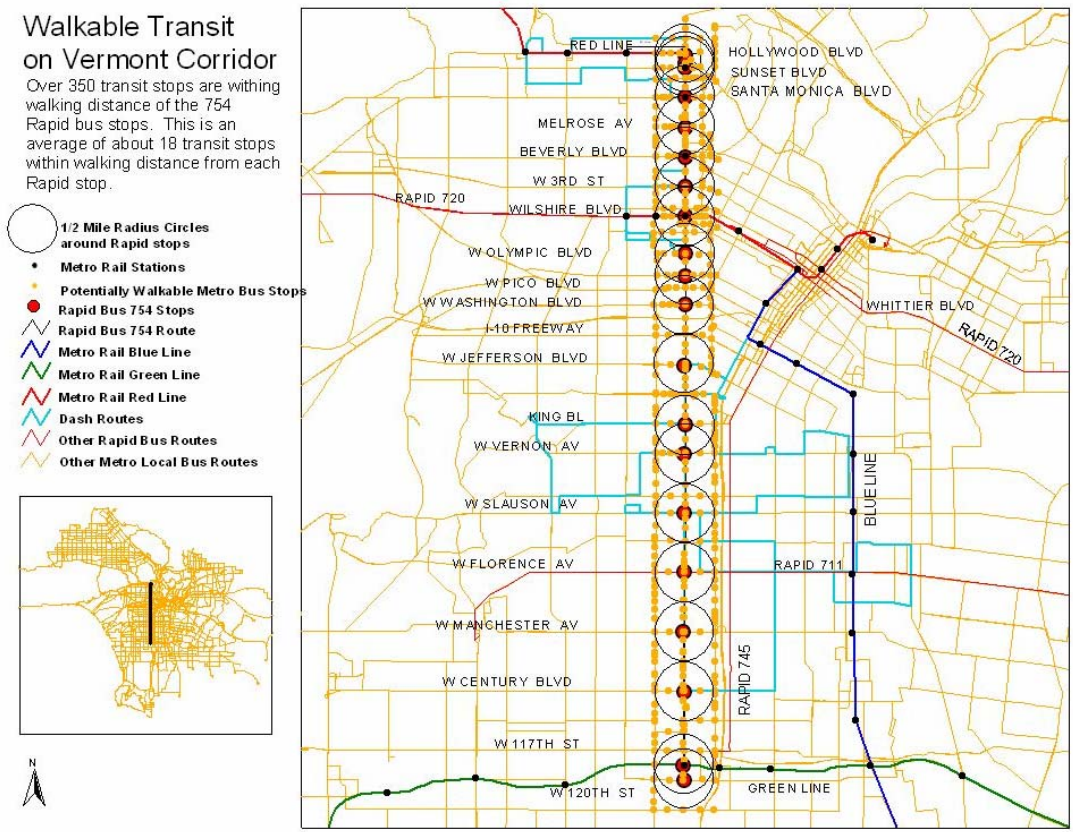 Walkable Transit
on Vermont Corridor
Over 350 transit stops are withing
walking distance of the 754
Rapid bus stops. This is an
average of about 18 transit stops
within walking distance from each
Rapid stop.
1/2 Mile Radius Circles
around Rapid stops
Metro Rail Stations
Potentially Walkable Metro Bus Stops
Rapid Bus 754 Stops
Rapid Bus 754 Route
Metro Rail Blue Line
Metro Rail Green Line
Metro Rail Red Line
Dash Routes
Other Rapid Bus Routes
Other Metro Local Bus Routes
N
RED LINE
HOLLYWOOD BLVD
SUNSET BLVD
SANTA MONICA BLVD
MELROSE AV
BEVERLY BLVD
W 3RD ST
RAPID 720
WILSHIRE BLVD
W OLYMPIC BLVD
W PICO BLVD
W WASHINGTON BLVD
WHITTIER BLVD
I-10 FREEWAY
RAPID 720
W JEFFERSON BLVD
KING BL
W VERNON AV
BLUE LINE
W SLAUSON AV
W FLORENCE AV
RAPID 711
W MANCHESTER AV
W CENTURY BLVD
RAPID 745
W 117TH ST
W 120TH ST
GREEN LINE